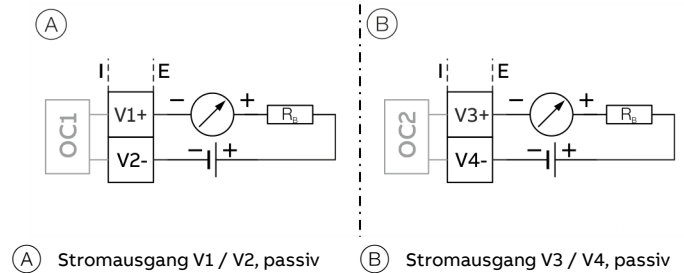 A
B
I E
I E
OC1 V1+ − + R_B
V2- − +
OC2 V3+ − + R_B
V4- − +
A Stromausgang V1 / V2, passiv
B Stromausgang V3 / V4, passiv